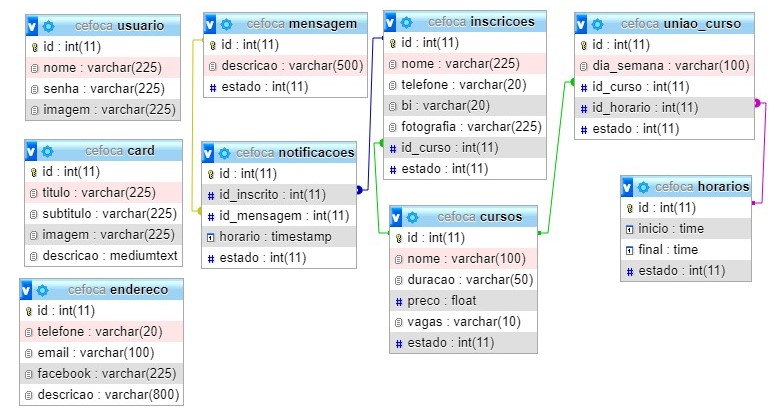 cefoca usuario
id : int(11)
nome : varchar(225)
senha : varchar(225)
imagem : varchar(225)
cefoca card
id : int(11)
titulo : varchar(225)
subtitulo : varchar(225)
imagem : varchar(225)
descricao : mediumtext
cefoca endereco
id : int(11)
telefone : varchar(20)
email : varchar(100)
facebook : varchar(225)
descricao : varchar(800)
cefoca mensagem
id : int(11)
descricao : varchar(500)
estado : int(11)
cefoca notificacoes
id : int(11)
id_inscrito : int(11)
id_mensagem : int(11)
horario : timestamp
estado : int(11)
cefoca inscricoes
id : int(11)
nome : varchar(225)
telefone : varchar(20)
bi : varchar(20)
fotografia : varchar(225)
id_curso : int(11)
estado : int(11)
cefoca cursos
id : int(11)
nome : varchar(100)
duracao : varchar(50)
preco : float
vagas : varchar(10)
estado : int(11)
cefoca uniao_curso
id : int(11)
dia_semana : varchar(100)
id_curso : int(11)
id_horario : int(11)
estado : int(11)
cefoca horarios
id : int(11)
inicio : time
final : time
estado : int(11)